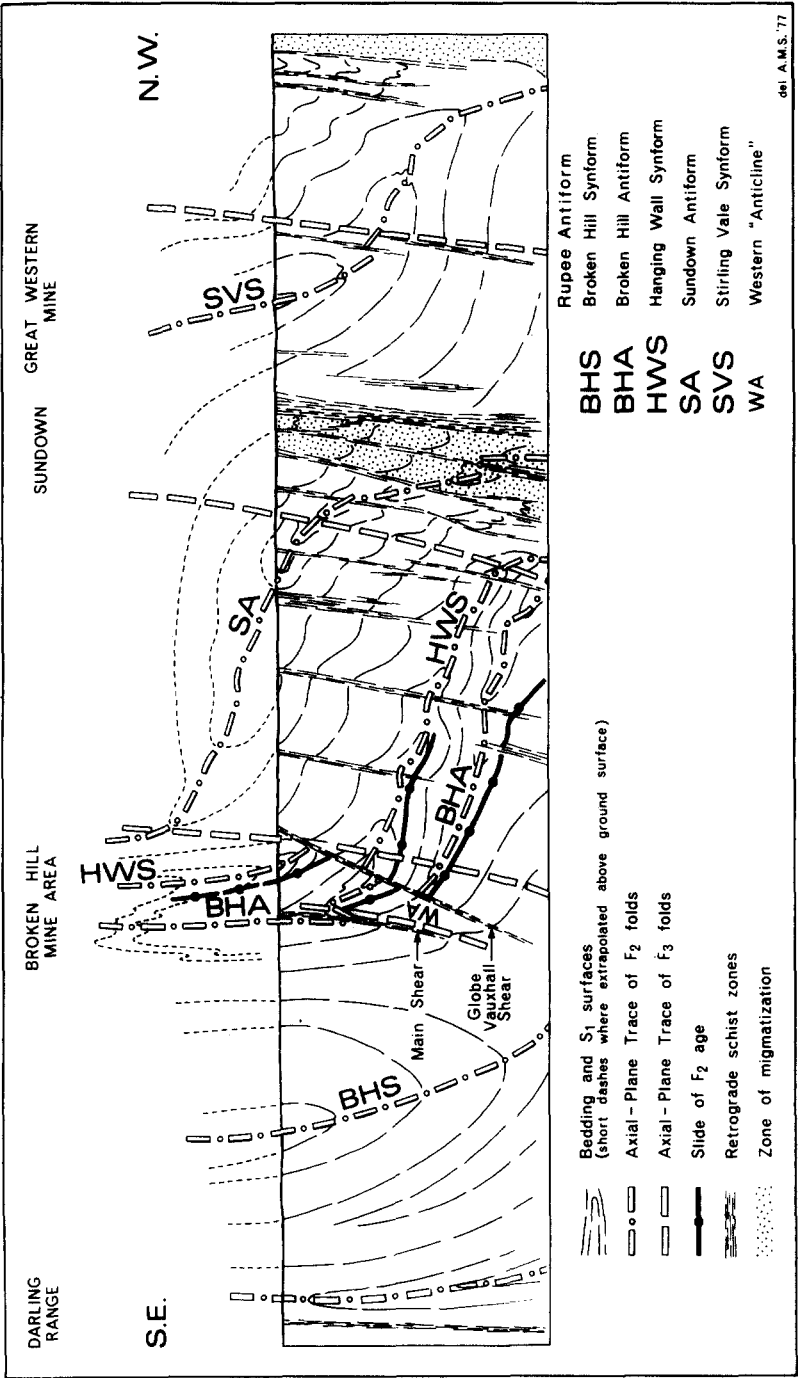 DARLING
RANGE
BROKEN HILL
MINE AREA
SUNDOWN
GREAT WESTERN
MINE
S.E.
N.W.
HWS
BHA
SA
SVS
BHS
WA
HWS
BHA
Main Shear
Globe
Vauxhall
Shear
Bedding and S1 surfaces
(short dashes where extrapolated above ground surface)
Axial-Plane Trace of F2 folds
Axial-Plane Trace of F3 folds
Slide of F2 age
Retrograde schist zones
Zone of migmatization
Rupee Antiform
BHS Broken Hill Synform
BHA Broken Hill Antiform
HWS Hanging Wall Synform
SA Sundown Antiform
SVS Stirling Vale Synform
WA Western "Anticline"
del A.M.S. '77